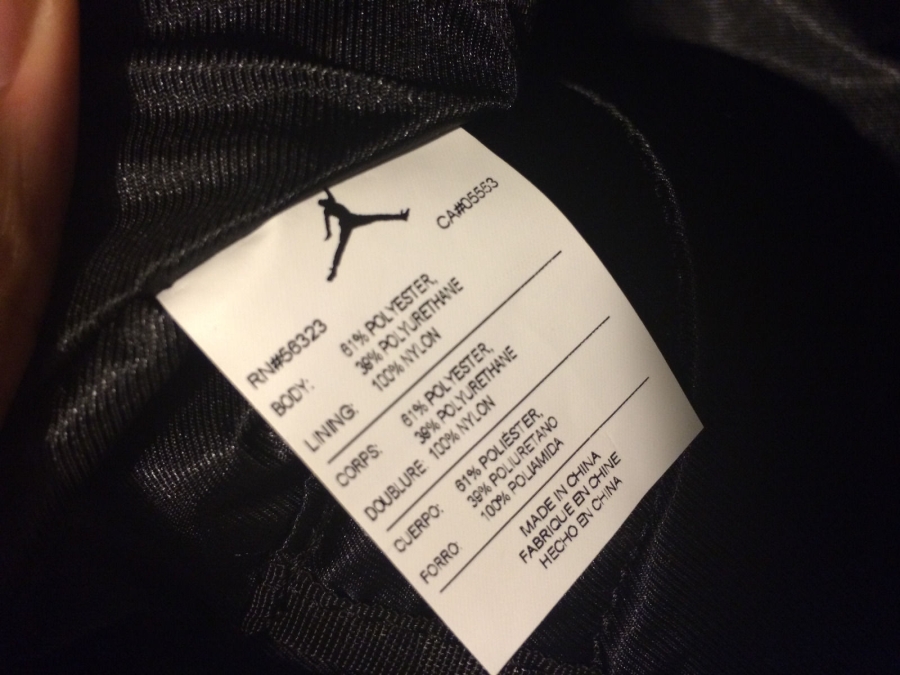 CA#05553
RN#56323
BODY: 61% POLYESTER,
39% POLYURETHANE
LINING: 100% NYLON
CORPS: 61% POLYESTER,
39% POLYURETHANE
DOUBLURE: 100% NYLON
CUERPO: 61% POLIÉSTER,
39% POLIURETANO
FORRO: 100% POLIAMIDA
MADE IN CHINA
FABRIQUE EN CHINE
HECHO EN CHINA